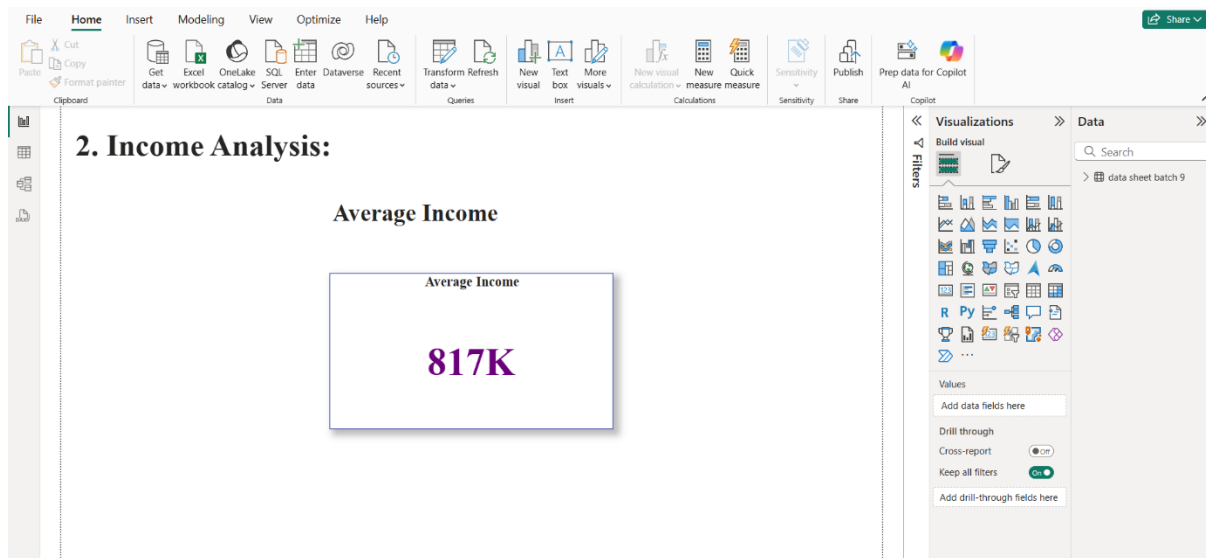 File Home Insert Modeling View Optimize Help Share
Paste
Cut
Copy
Format painter
Clipboard
Get data
Excel workbook
OneLake catalog
SQL Server
Enter data
Dataverse
Recent sources
Data
Transform data
Refresh
Queries
New visual
Text box
More visuals
Insert
New visual calculation
New measure
Quick measure
Calculations
Sensitivity
Sensitivity
Publish
Share
Prep data for AI
Copilot
Copilot
2. Income Analysis:
Average Income
Average Income
817K
Filters
Visualizations
Build visual
123
R Py
...
Values
Add data fields here
Drill through
Cross-report Off
Keep all filters On
Add drill-through fields here
Data
Search
data sheet batch 9